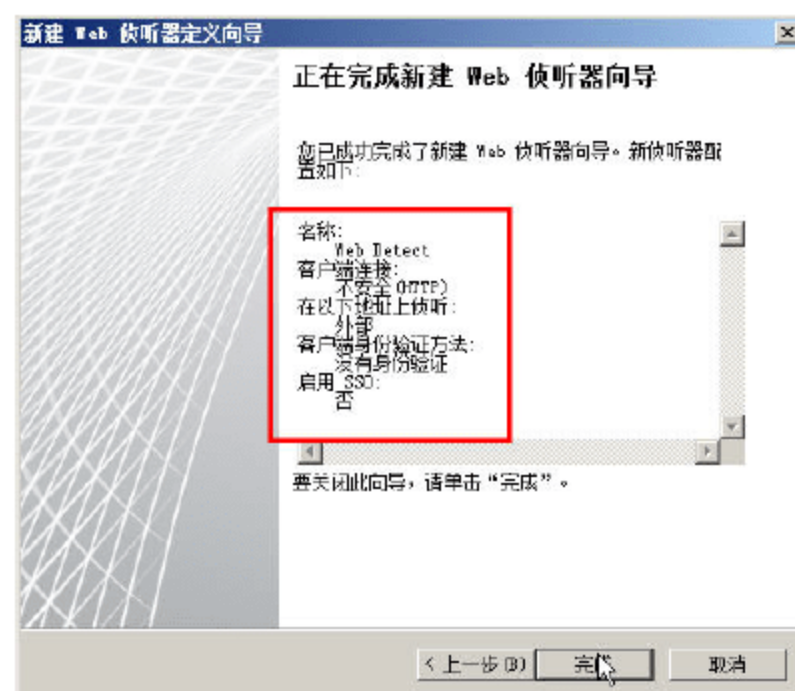 新建 Web 侦听器定义向导
正在完成新建 Web 侦听器向导
您已成功完成了新建 Web 侦听器向导。新侦听器配
置如下:
名称:
Web Detect
客户端连接:
不安全(HTTP)
在以下地址上侦听:
外部
客户端身份验证方法:
没有身份验证
启用 SSO:
否
要关闭此向导,请单击“完成”。
< 上一步(B)
完成
取消